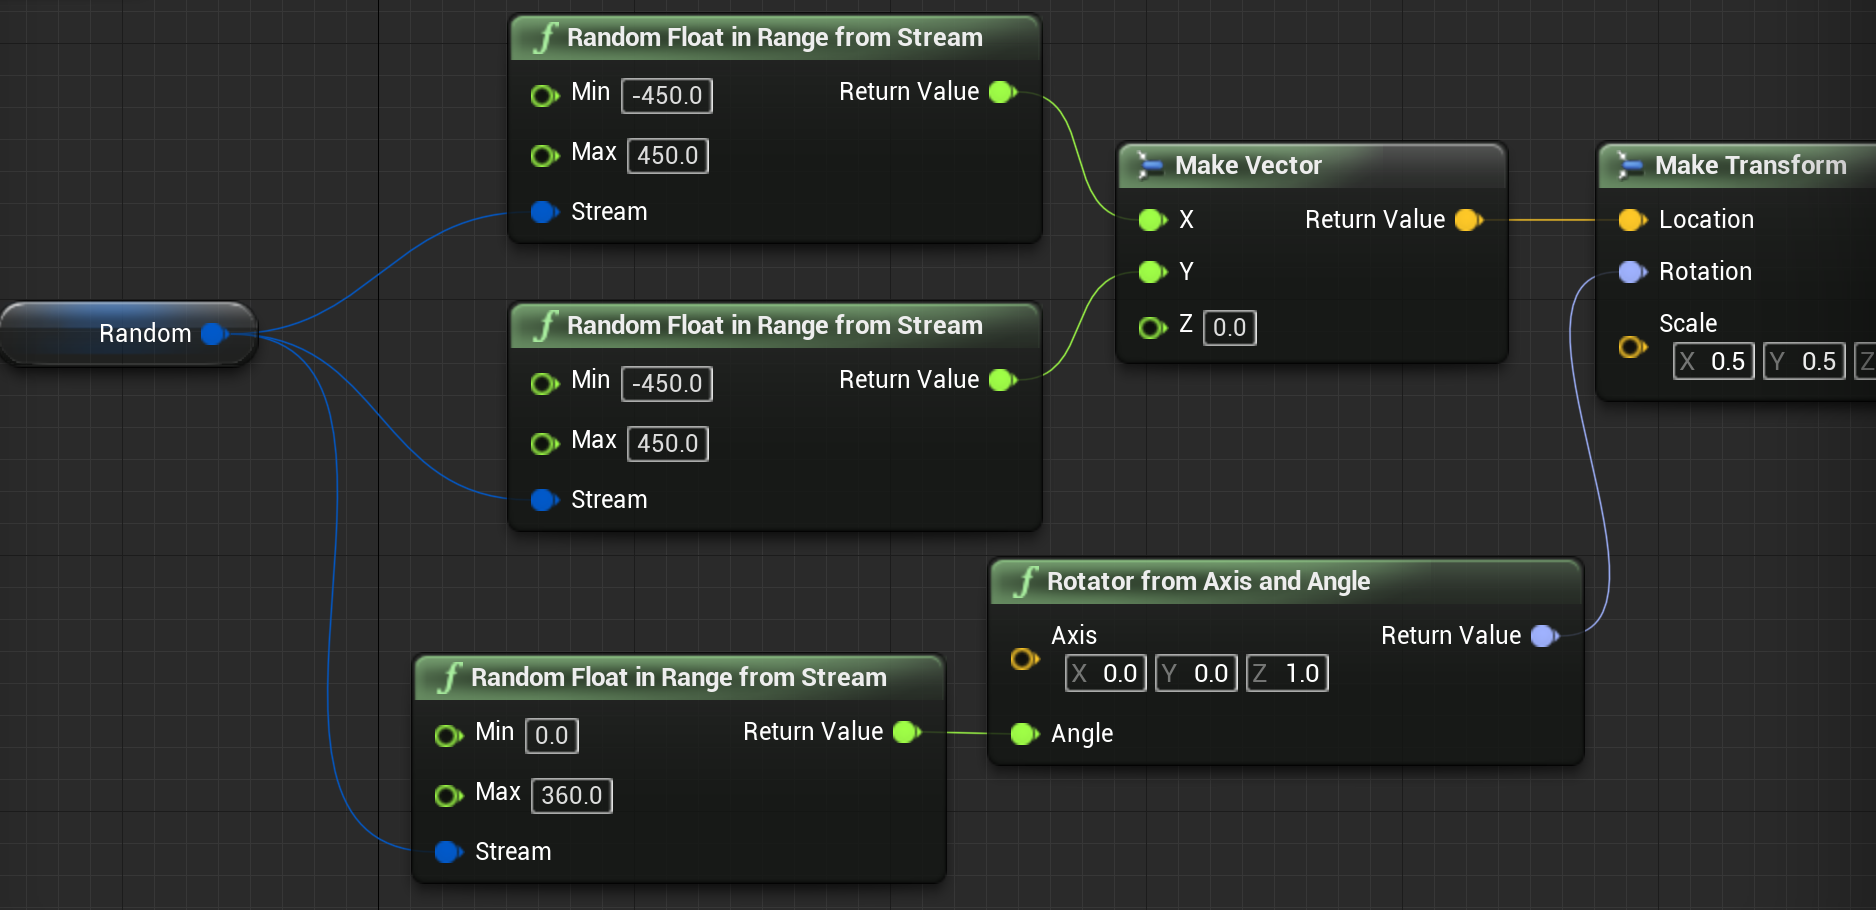 Random
Random Float in Range from Stream
Min -450.0 Return Value
Max 450.0
Stream
Random Float in Range from Stream
Min -450.0 Return Value
Max 450.0
Stream
Random Float in Range from Stream
Min 0.0 Return Value
Max 360.0
Stream
Make Vector
X Return Value
Y
Z 0.0
Rotator from Axis and Angle
Axis Return Value
X 0.0 Y 0.0 Z 1.0
Angle
Make Transform
Location
Rotation
Scale
X 0.5 Y 0.5 Z